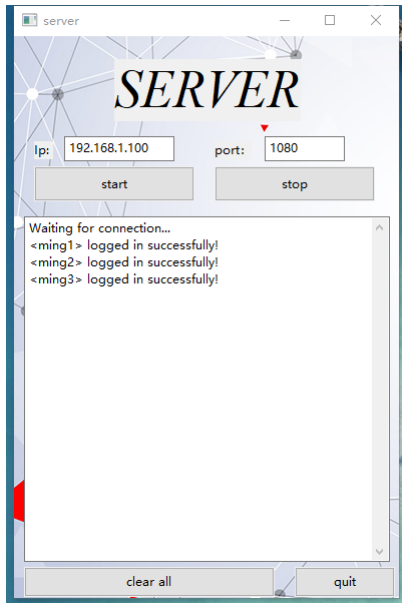 server
SERVER
Ip: 192.168.1.100 port: 1080
start stop
Waiting for connection...
<ming1> logged in successfully!
<ming2> logged in successfully!
<ming3> logged in successfully!
clear all quit